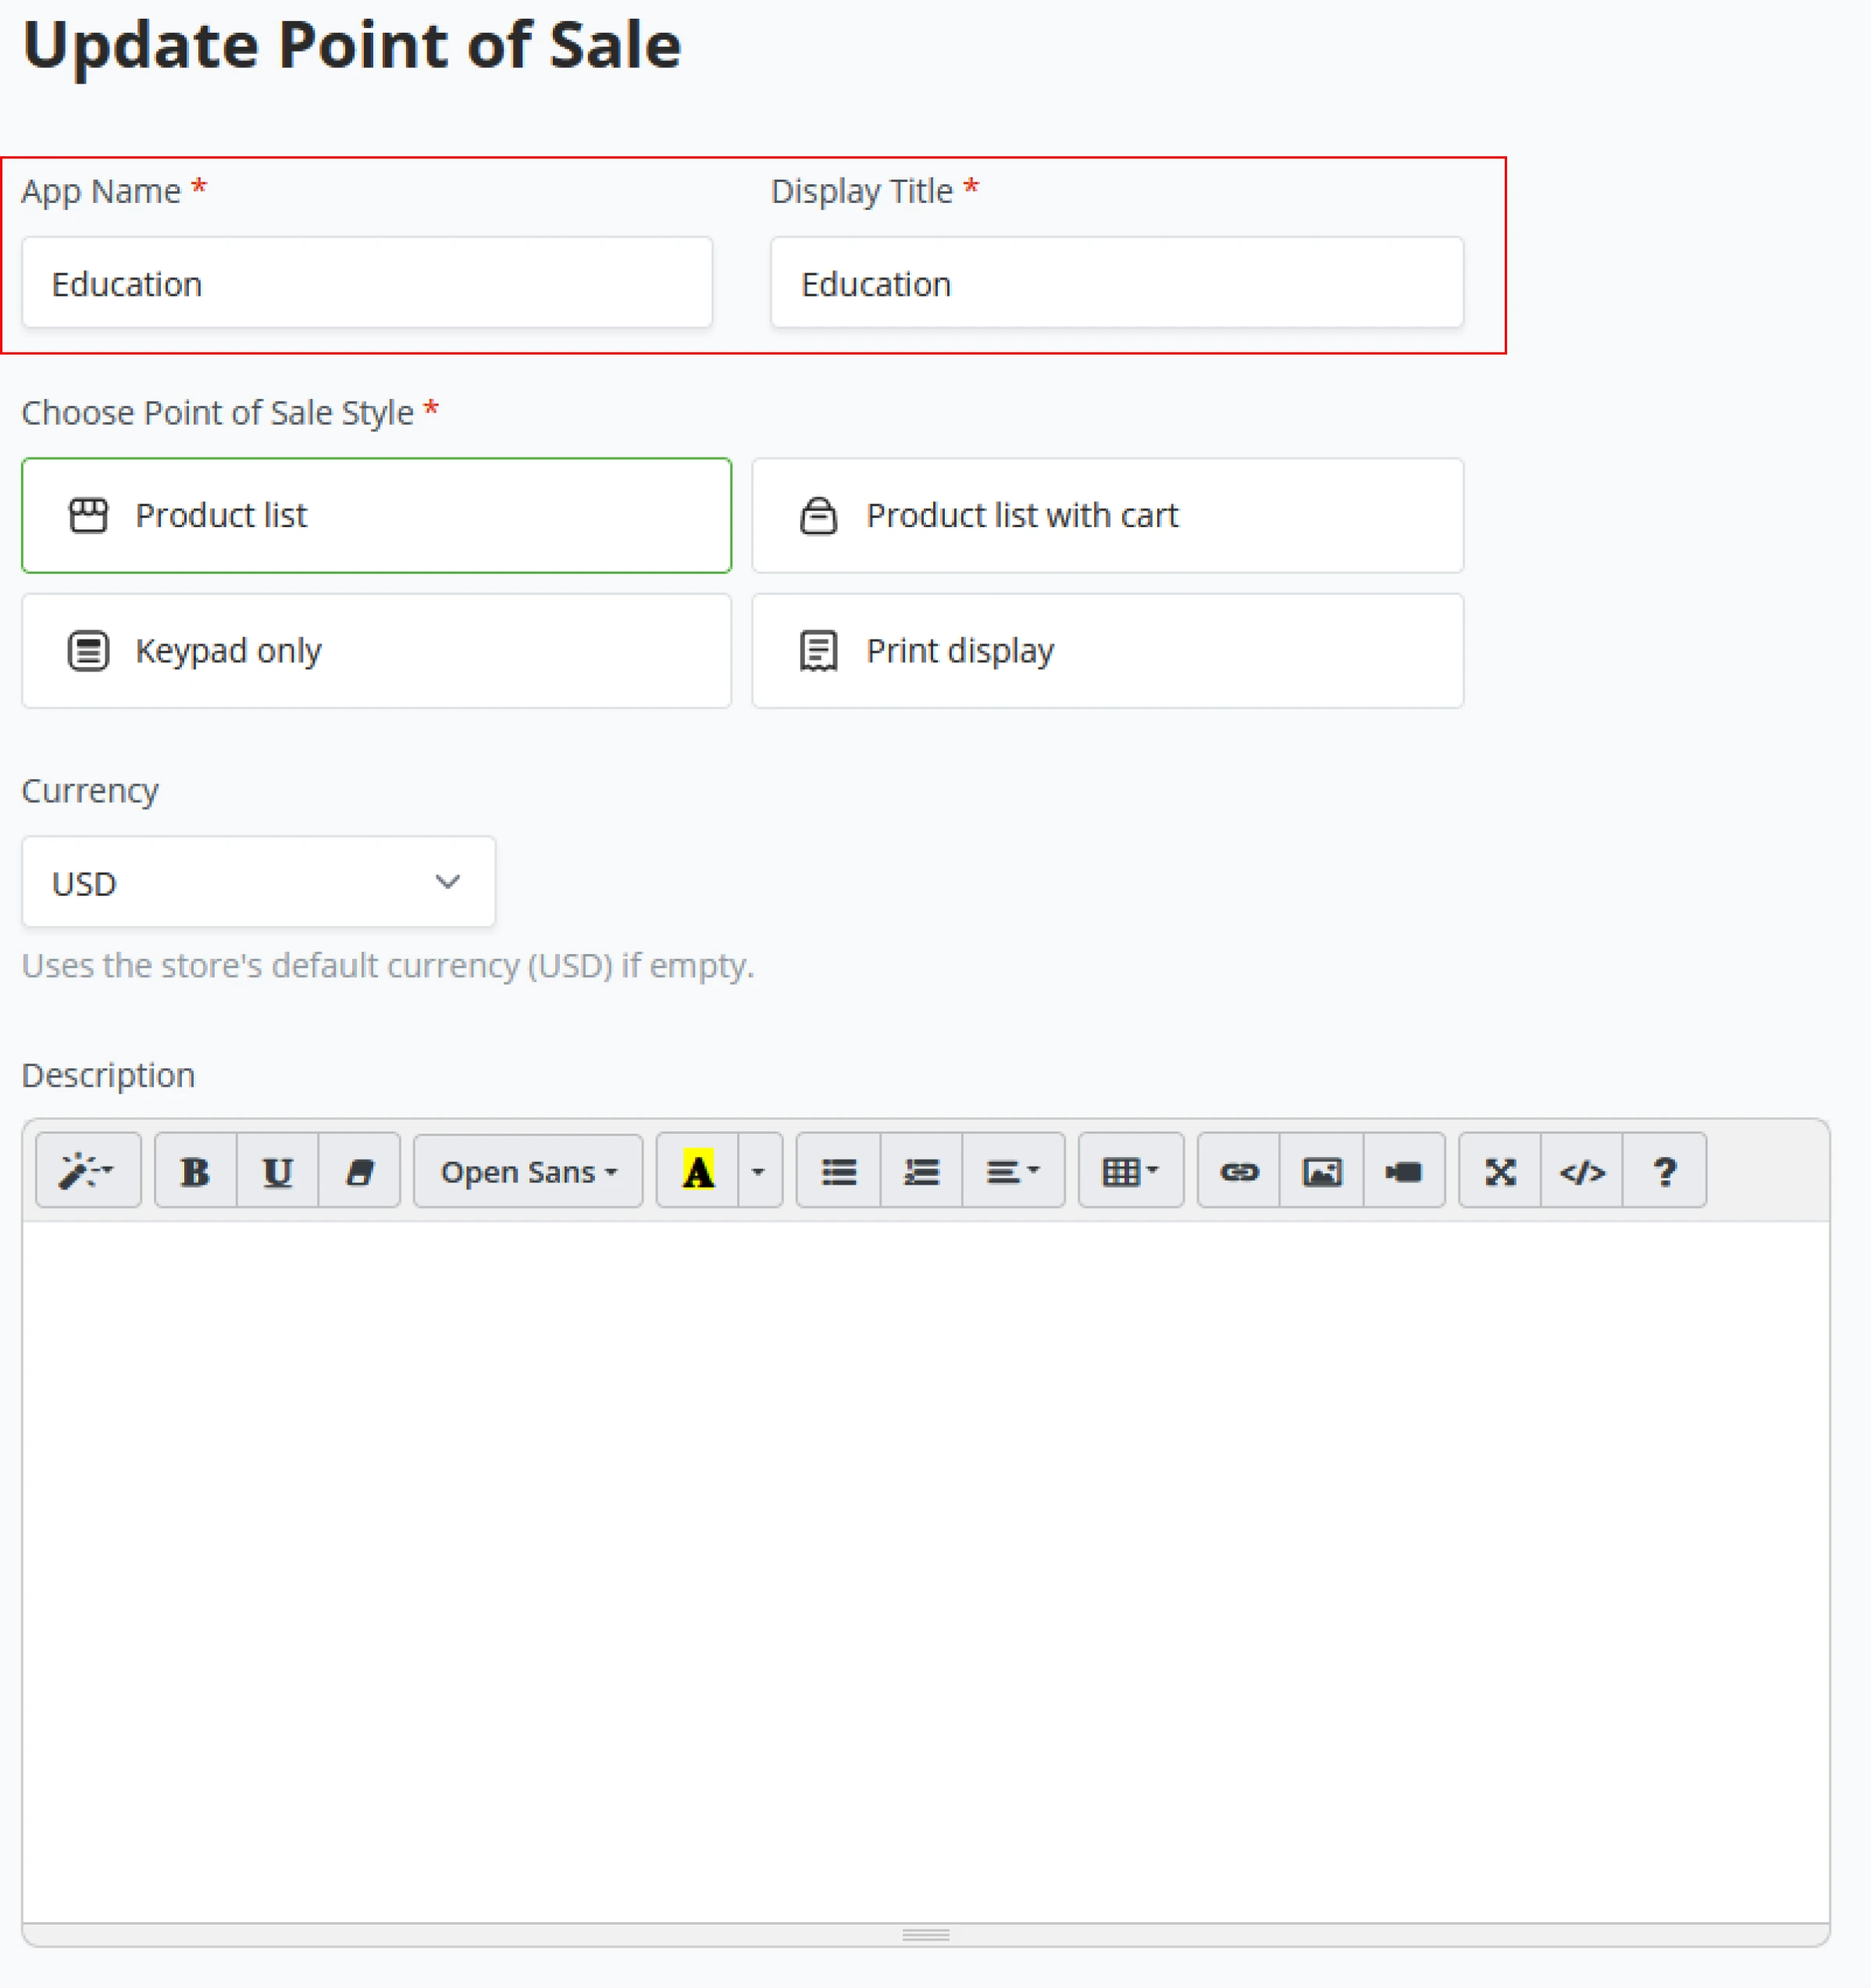 Update Point of Sale
App Name * Display Title *
Education Education
Choose Point of Sale Style *
Product list Product list with cart
Keypad only Print display
Currency
USD
Uses the store's default currency (USD) if empty.
Description
B U Open Sans A </> ?